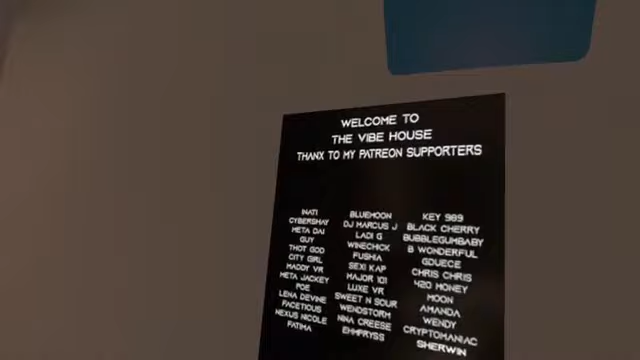 WELCOME TO
THE VIBE HOUSE
THANX TO MY PATREON SUPPORTERS
INATI
CYBERSHAY
META DAI
GUY
THOT GOD
CITY GIRL
MADDY VR
META JACKEY
POE
LENA DEVINE
FACETIOUS
NEXUS NICOLE
FATIMA
BLUEMOON
DJ MARCUS J
LADI G
WINECHICK
FUSHIA
SEXI KAP
MAJOR 101
LUXE VR
SWEET N SOUR
WENDSTORM
NINA CREESE
EMMFRYSS
KEY 989
BLACK CHERRY
BUBBLEGUMBABY
B WONDERFUL
GDUECE
CHRIS CHRIS
420 MONEY
MOON
AMANDA
WENDY
CRYPTOMANIAC
SHERWIN